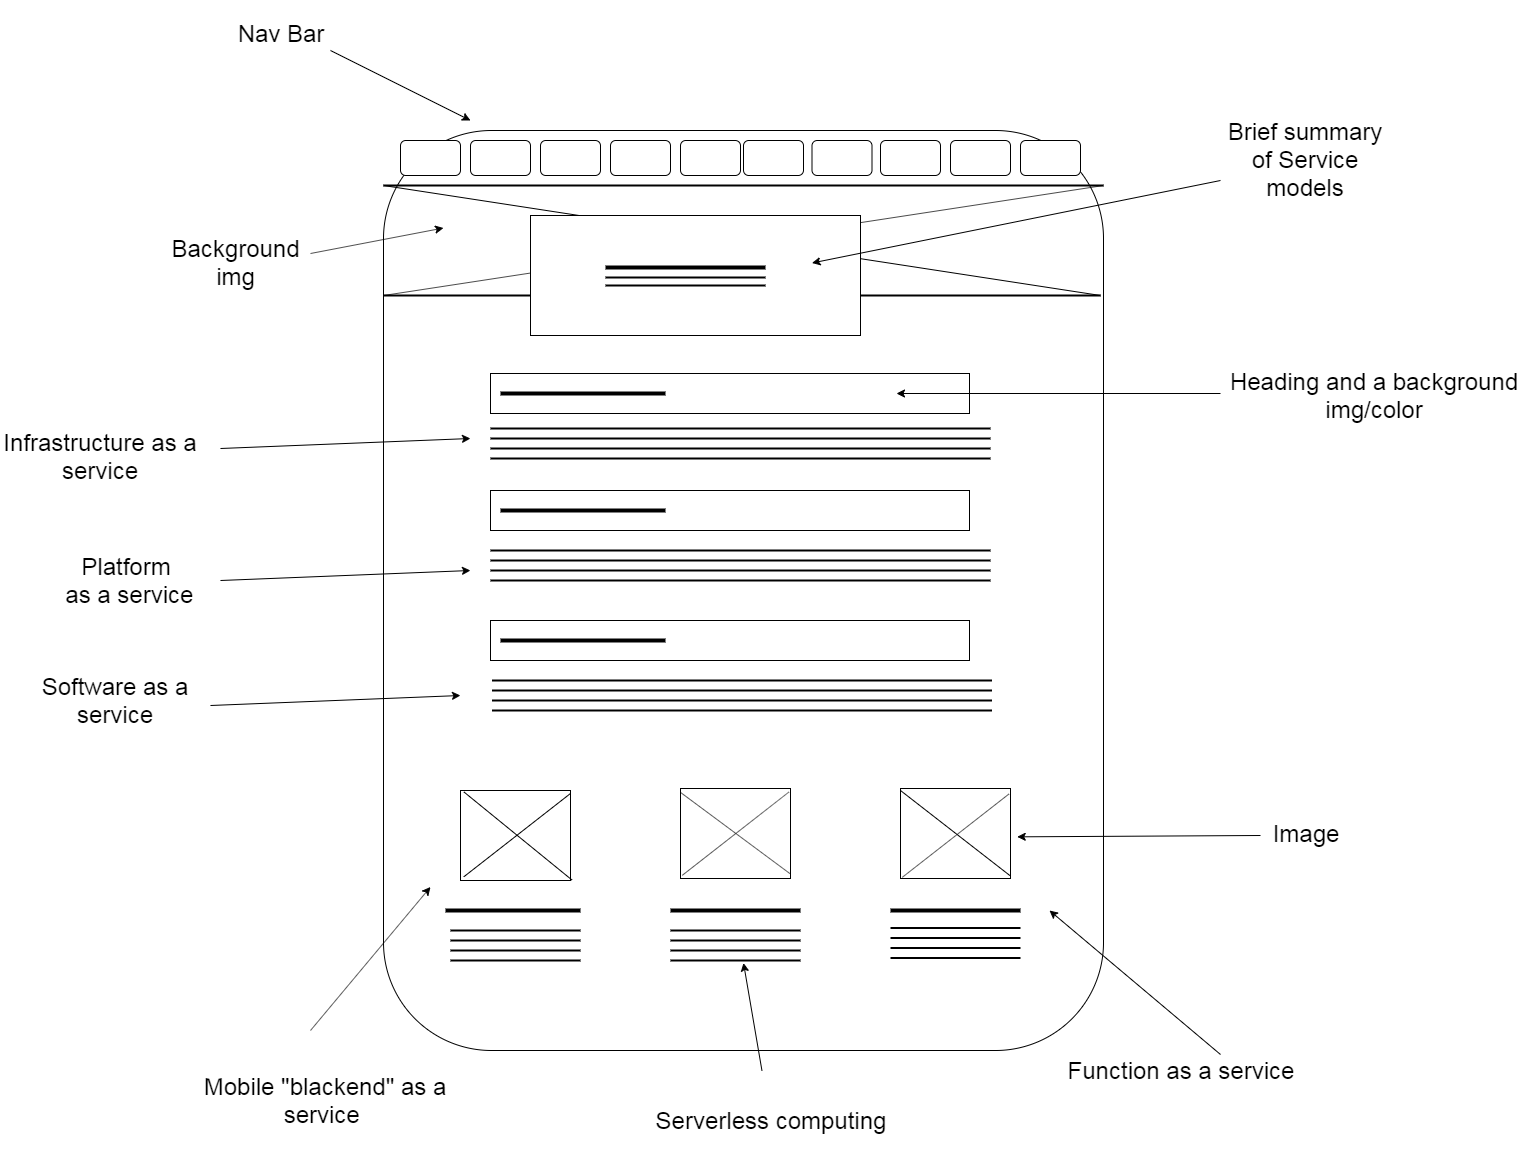 Nav Bar
Brief summary
of Service
models
Background
img
Heading and a background
img/color
Infrastructure as a
service
Platform
as a service
Software as a
service
Image
Mobile "blackend" as a
service
Serverless computing
Function as a service